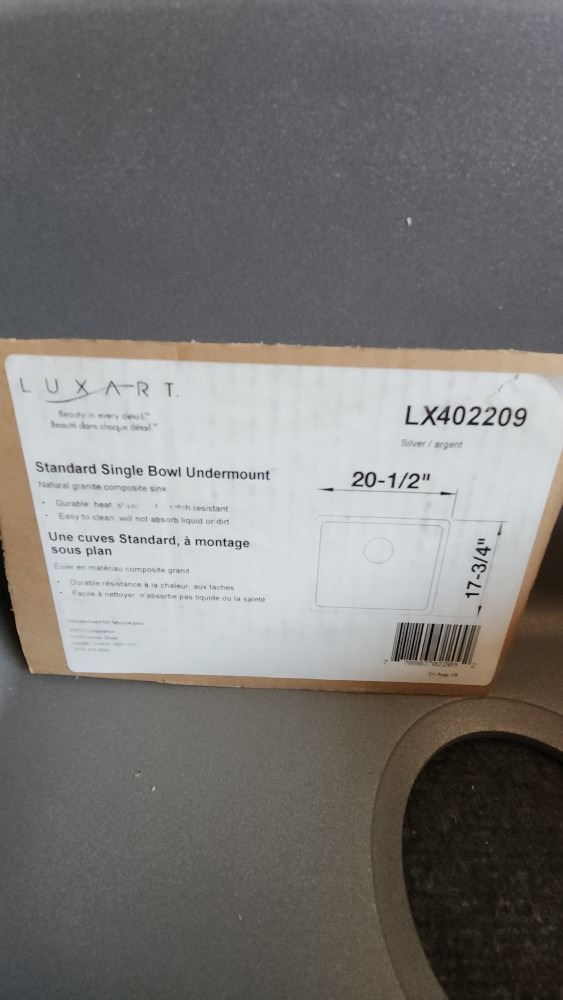 LUXART.
Beauty in every detail.™
Beauté dans chaque détail™
LX402209
Silver / argent
Standard Single Bowl Undermount
Natural granite composite sink
• Durable, heat, resistant
• Easy to clean, will not absorb liquid or dirt
Une cuves Standard, à montage
sous plan
Évier en matériau composite granit
• Durable résistance à la chaleur, aux taches
• Facile à nettoyer, n'absorbe pas liquide ou la saleté
20-1/2"
17-3/4"